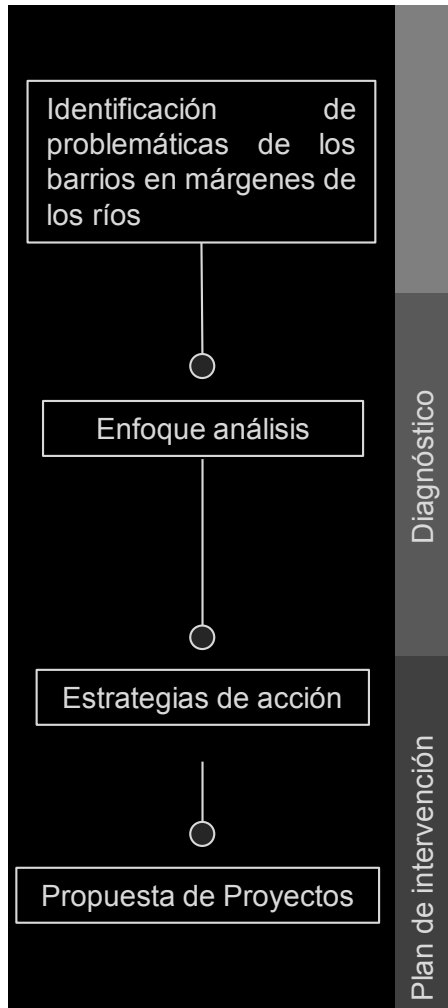 Identificación de
problemáticas de los
barrios en márgenes de
los ríos
Enfoque análisis
Diagnóstico
Estrategias de acción
Propuesta de Proyectos
Plan de intervención